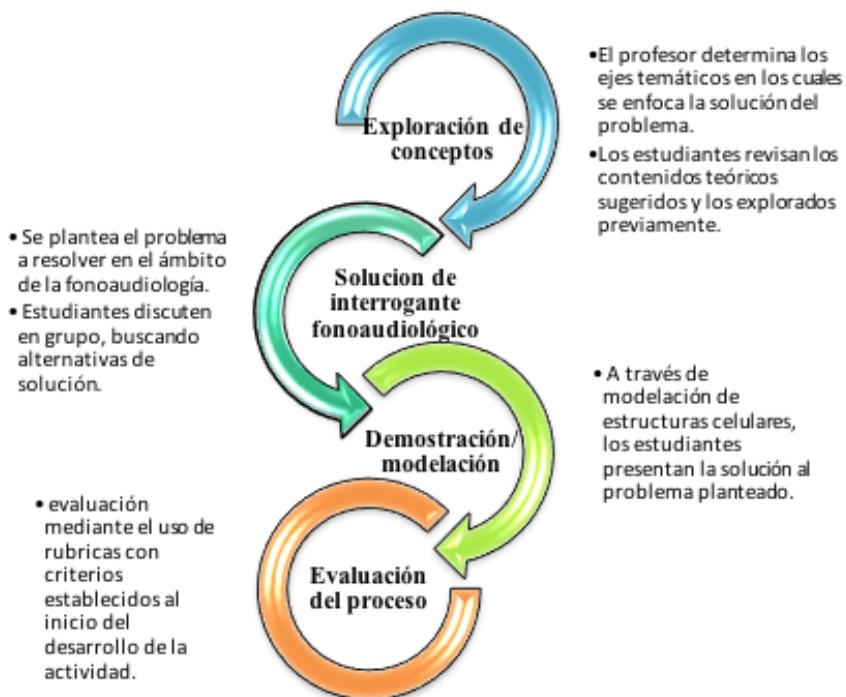 Exploración de
conceptos
•El profesor determina los
ejes temáticos en los cuales
se enfoca la solución del
problema.
•Los estudiantes revisan los
contenidos teóricos
sugeridos y los explorados
previamente.
• Se plantea el problema
a resolver en el ámbito
de la fonoaudiología.
• Estudiantes discuten
en grupo, buscando
alternativas de
solución.
Solucion de
interrogante
fonoaudiológico
Demostración/
modelación
• A través de
modelación de
estructuras celulares,
los estudiantes
presentan la solución al
problema planteado.
• evaluación
mediante el uso de
rubricas con
criterios
establecidos al
inicio del
desarrollo de la
actividad.
Evaluación
del proceso